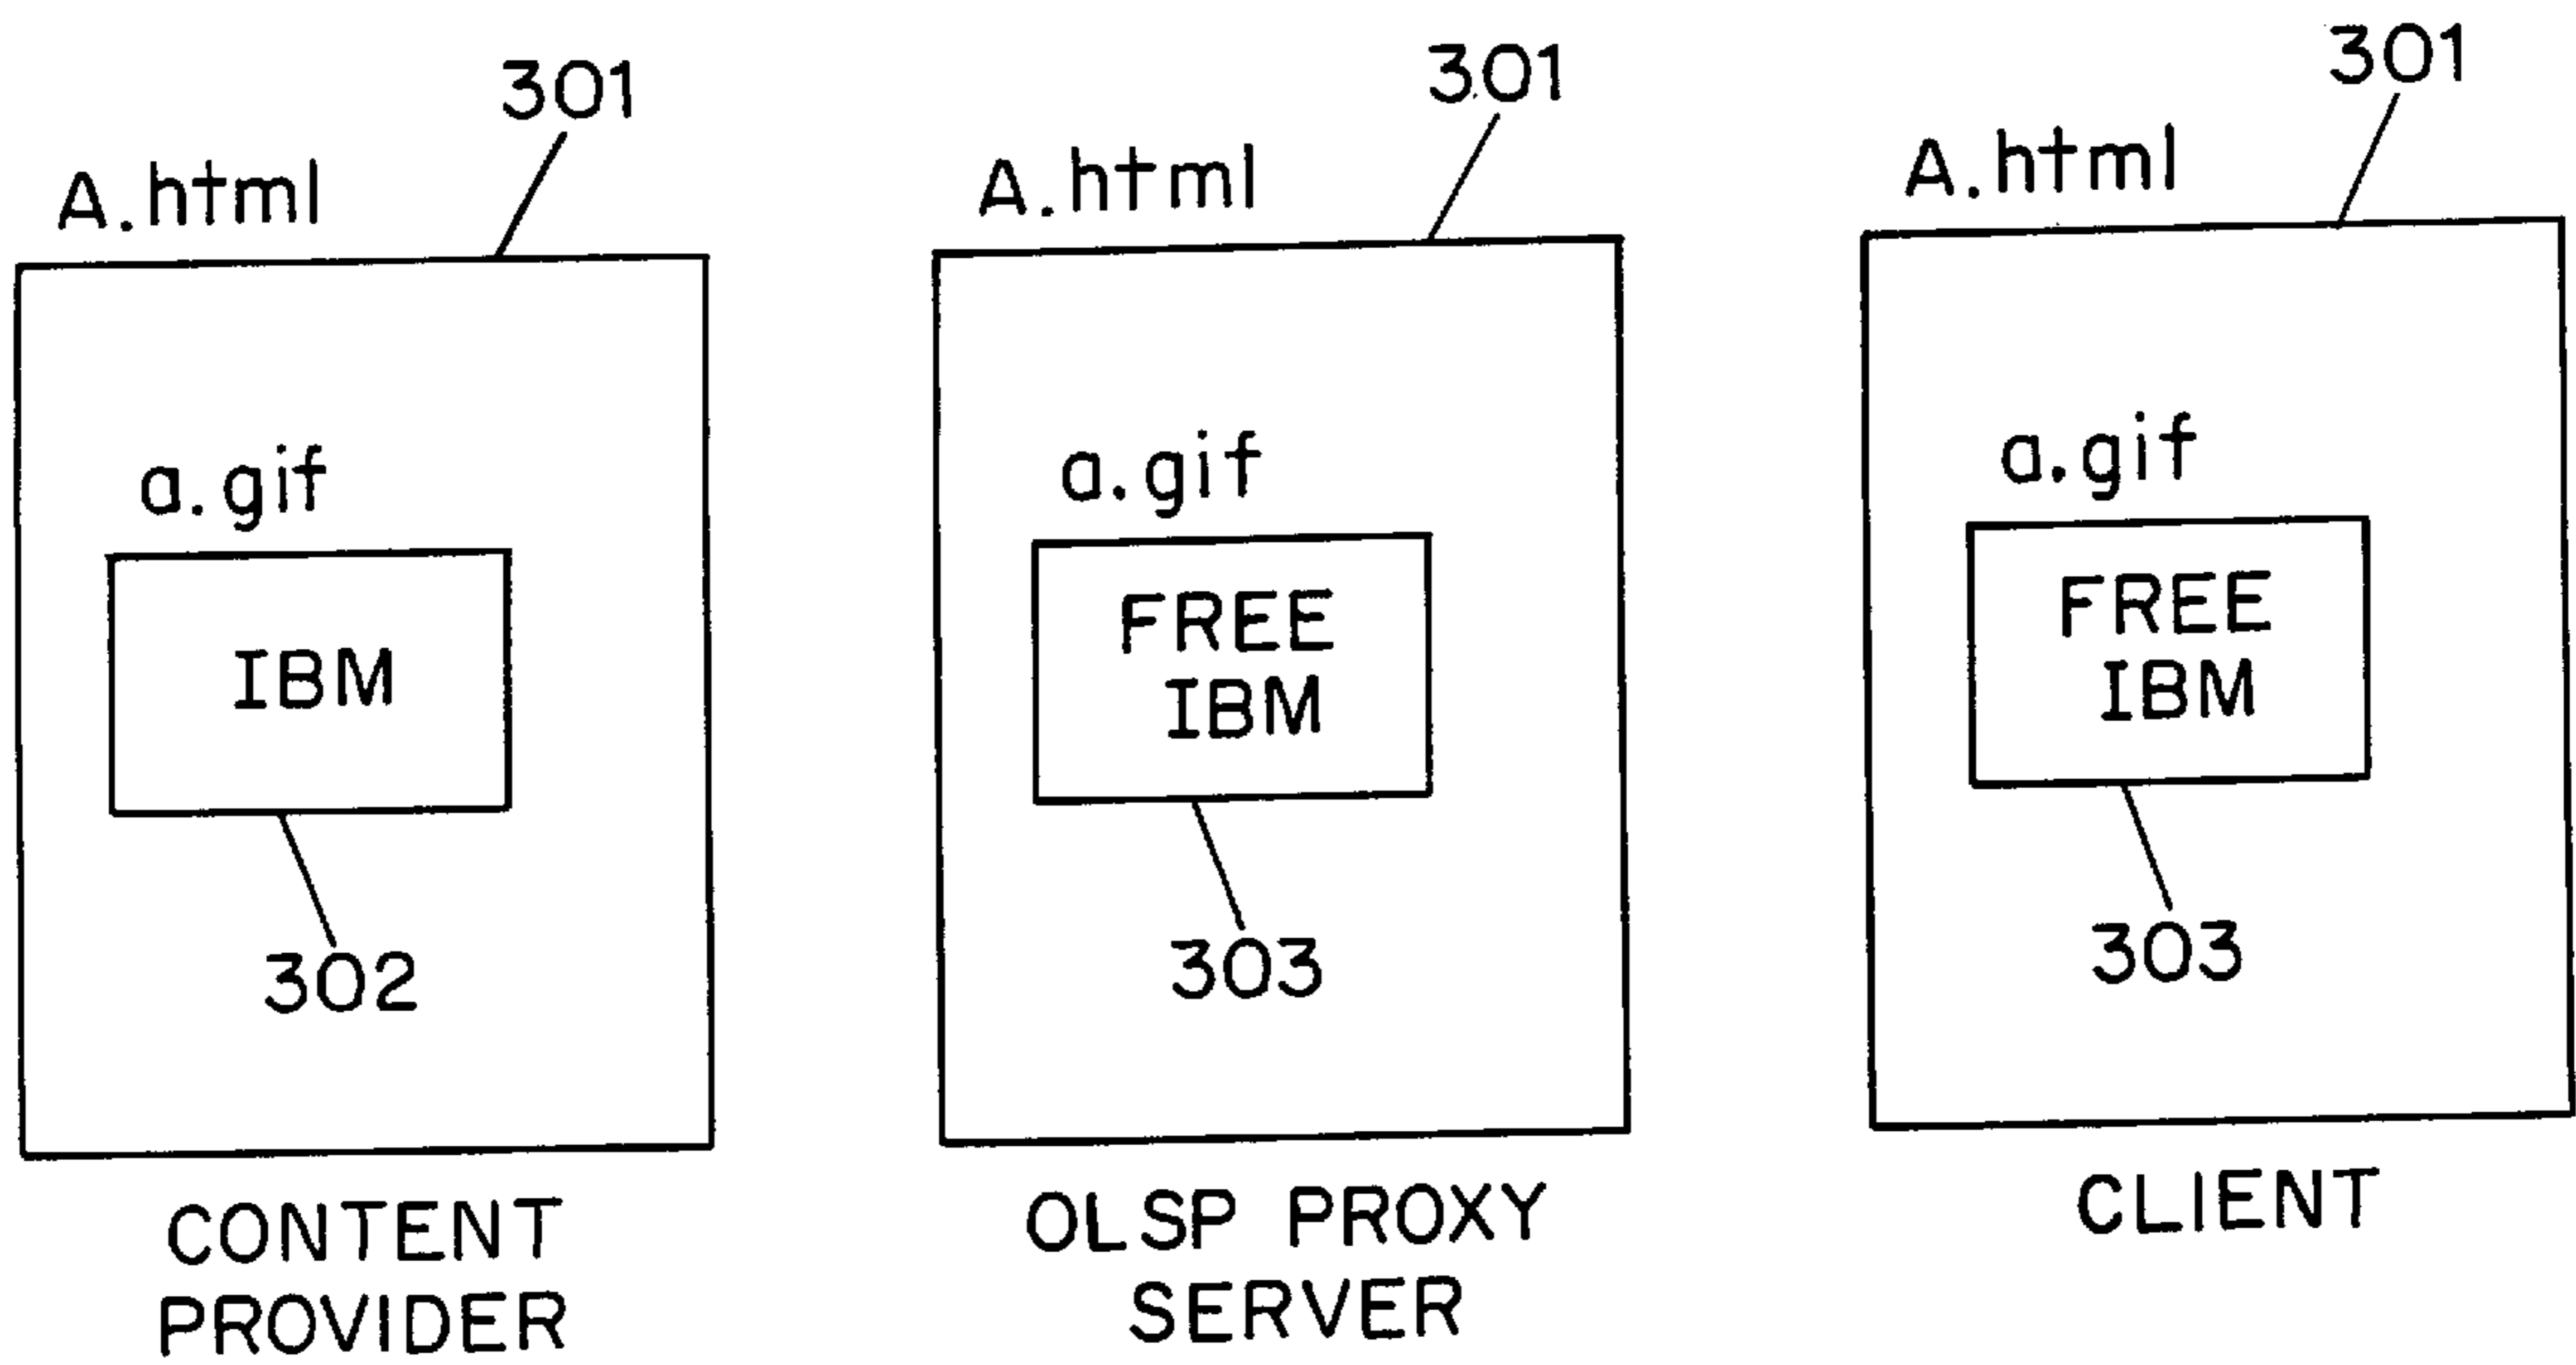 301
A.html
a.gif
IBM
302
CONTENT
PROVIDER
301
A.html
a.gif
FREE
IBM
303
OLSP PROXY
SERVER
301
A.html
a.gif
FREE
IBM
303
CLIENT